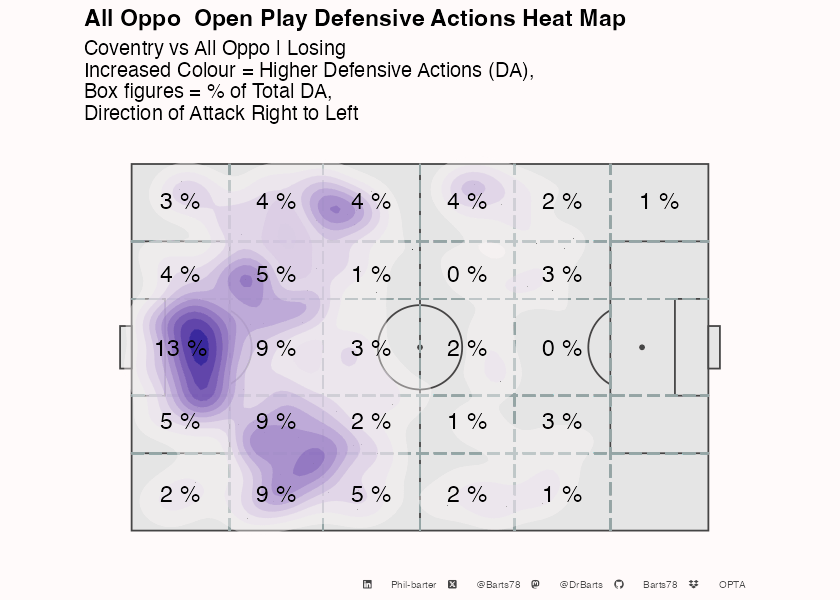 All Oppo  Open Play Defensive Actions Heat Map
Coventry vs All Oppo | Losing
Increased Colour = Higher Defensive Actions (DA),
Box figures = % of Total DA,
Direction of Attack Right to Left
3 % 4 % 4 % 4 % 2 % 1 %
4 % 5 % 1 % 0 % 3 %
13 % 9 % 3 % 2 % 0 %
5 % 9 % 2 % 1 % 3 %
2 % 9 % 5 % 2 % 1 %
Phil-barter @Barts78 @DrBarts Barts78 OPTA